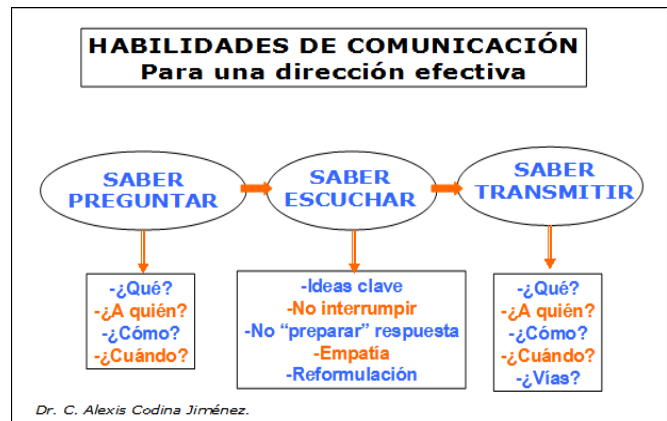 HABILIDADES DE COMUNICACIÓN
Para una dirección efectiva
SABER
PREGUNTAR
SABER
ESCUCHAR
SABER
TRANSMITIR
-¿Qué?
-¿A quién?
-¿Cómo?
-¿Cuándo?
-Ideas clave
-No interrumpir
-No “preparar” respuesta
-Empatía
-Reformulación
-¿Qué?
-¿A quién?
-¿Cómo?
-¿Cuándo?
-¿Vías?
Dr. C. Alexis Codina Jiménez.